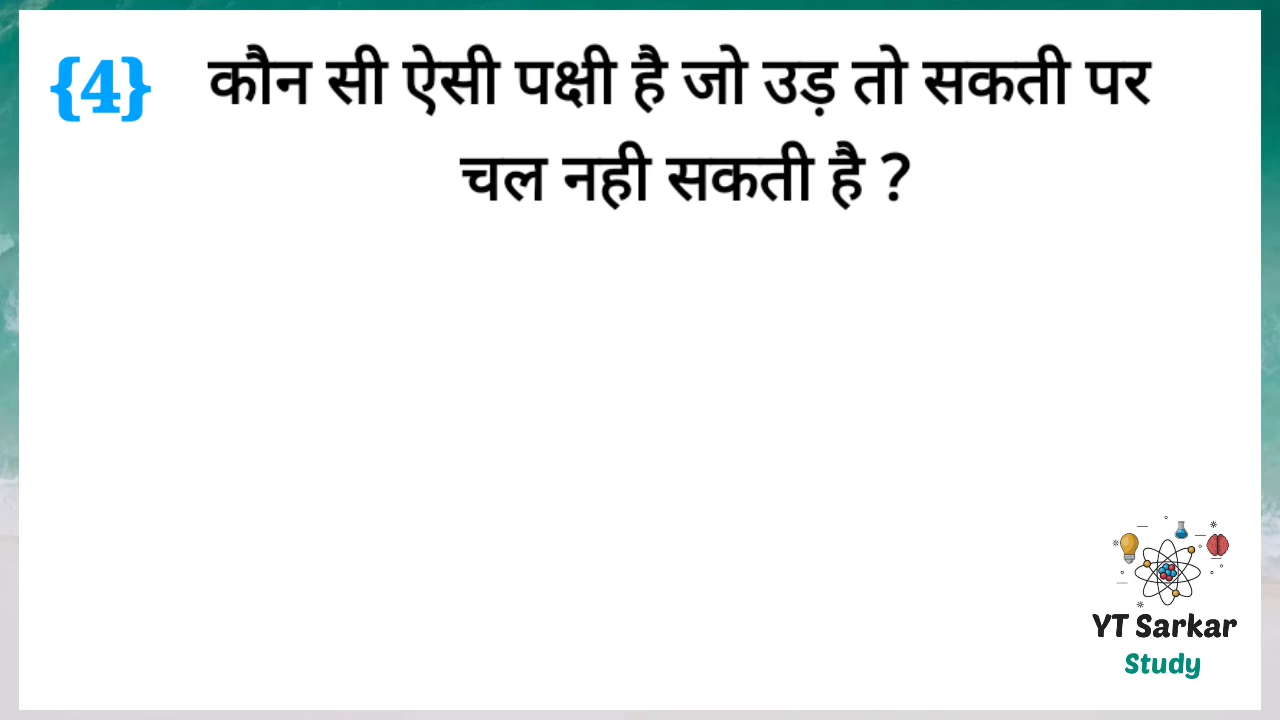 {4} कौन सी ऐसी पक्षी है जो उड़ तो सकती पर
चल नही सकती है ?
YT Sarkar
Study